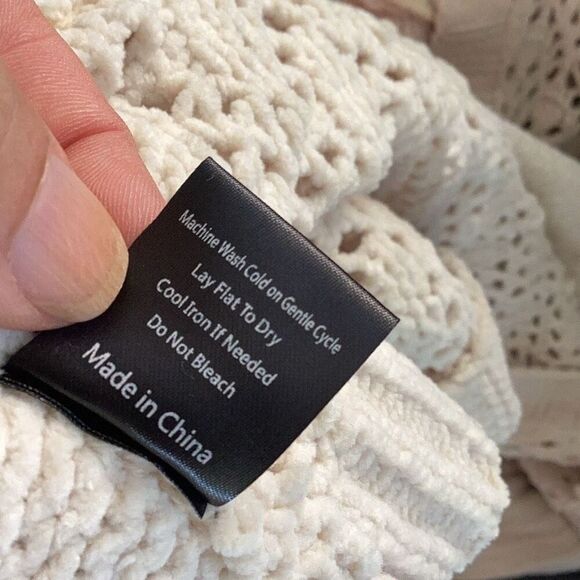 Machine Wash Cold on Gentle Cycle
Lay Flat To Dry
Cool Iron If Needed
Do Not Bleach
Made in China